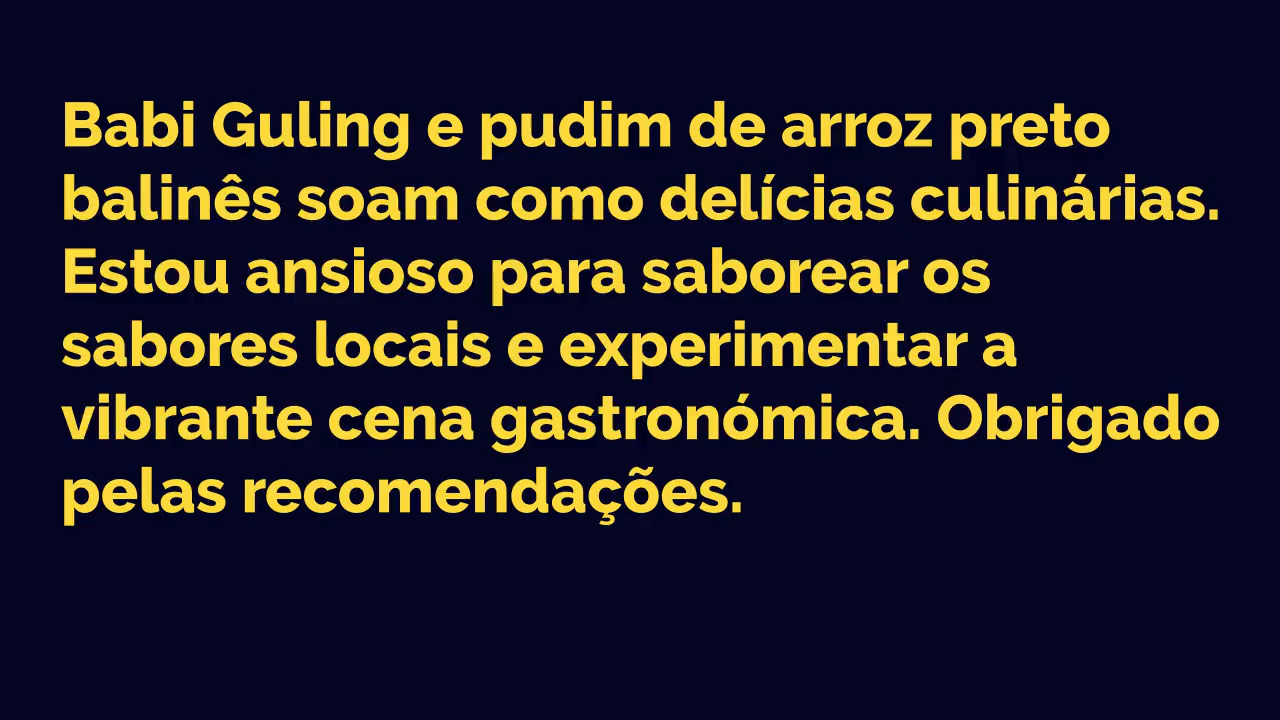 Babi Guling e pudim de arroz preto
balinês soam como delícias culinárias.
Estou ansioso para saborear os
sabores locais e experimentar a
vibrante cena gastronómica. Obrigado
pelas recomendações.